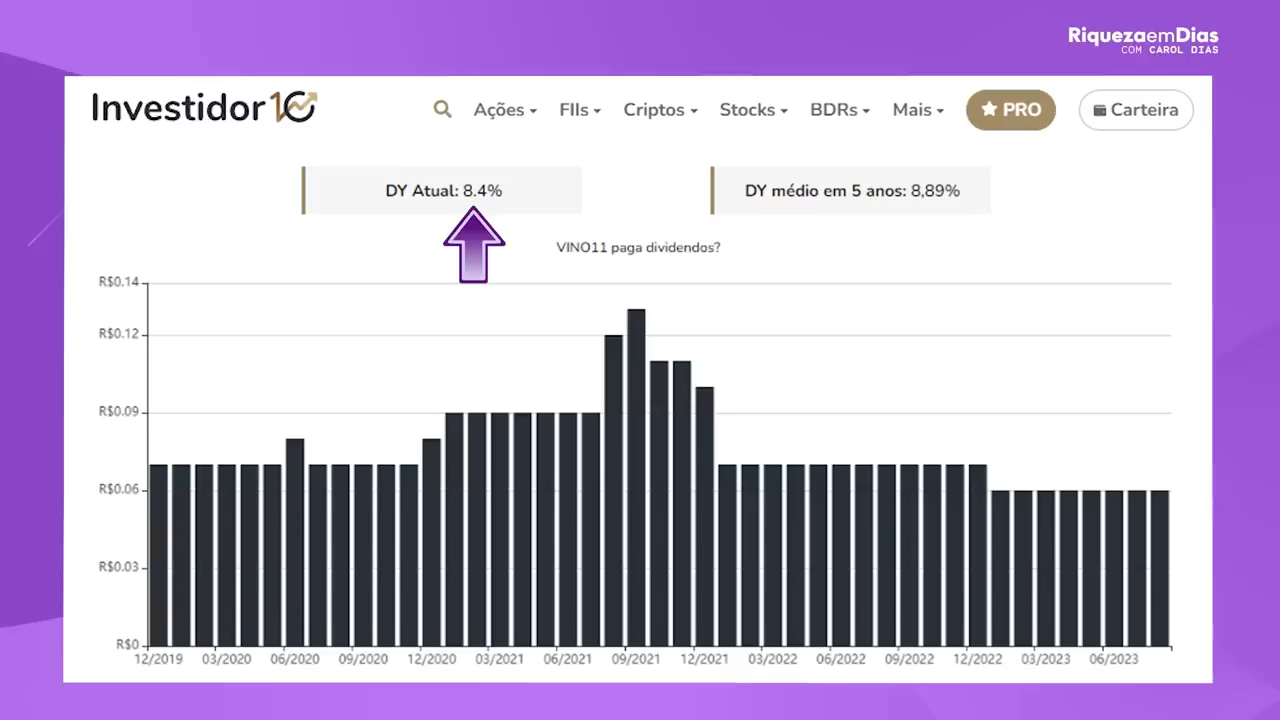 RiquezaemDias
COM CAROL DIAS
Investidor10
Ações FIIs Criptos Stocks BDRs Mais PRO Carteira
DY Atual: 8.4%
DY médio em 5 anos: 8,89%
VINO11 paga dividendos?
R$0.14
R$0.12
R$0.09
R$0.06
R$0.03
R$0
12/2019 03/2020 06/2020 09/2020 12/2020 03/2021 06/2021 09/2021 12/2021 03/2022 06/2022 09/2022 12/2022 03/2023 06/2023